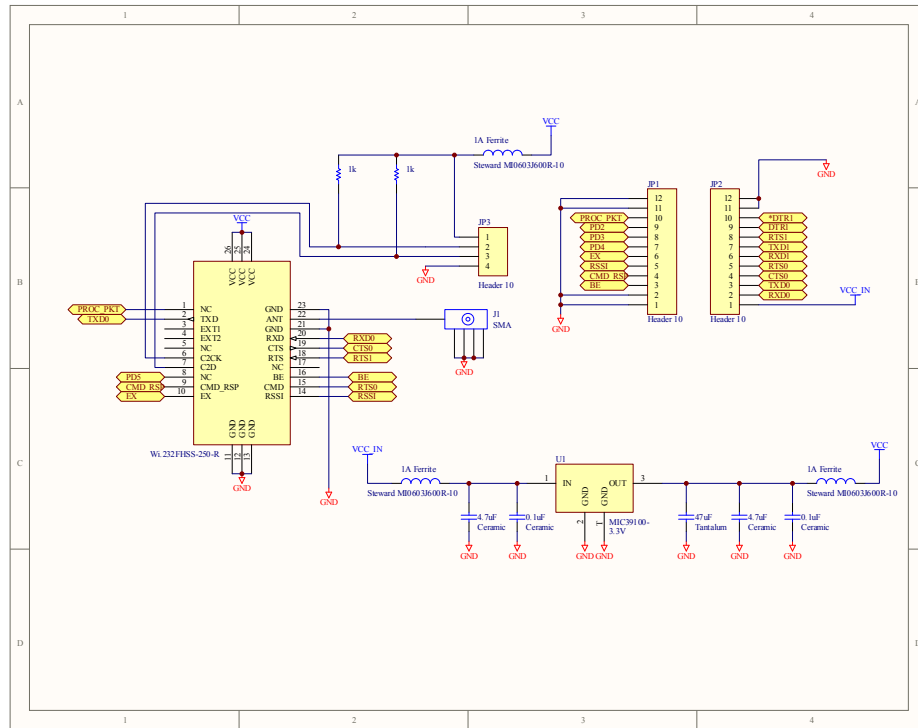 1 2 3 4
A A
B B
C C
D D
1A Ferrite
VCC
Steward MI0603J600R-10
1k 1k
JP3
1
2
3
4
Header 10
GND
JP1
12
11
PROC_PKT 10
PD2 9
PD3 8
PD4 7
EX 6
RSSI 5
CMD_RSP 4
BE 3
2
1
Header 10
GND
JP2
GND
12
11
10 *DTR1
9 DTR1
8 RTS1
7 TXD1
6 RXD1
5 RTS0
4 CTS0
3 TXD0
2 RXD0
1 VCC_IN
Header 10
VCC
26 25 24
VCC VCC VCC
PROC_PKT 1 NC
TXD0 2 TXD
3 EXT1
4 EXT2
5 NC
6 C2CK
7 C2D
PD5 8 NC
CMD_RSP 9 CMD_RSP
EX 10 EX
GND 23
ANT 22
GND 21
RXD 20 RXD0
CTS 19 CTS0
RTS 18 RTS1
NC 17
BE 16 BE
CMD 15 RTS0
RSSI 14 RSSI
GND GND GND
11 12 13
Wi.232FHSS-250-R
GND
GND
J1
SMA
GND
VCC_IN
1A Ferrite
Steward MI0603J600R-10
4.7uF
Ceramic
GND
0.1uF
Ceramic
GND
U1
1 IN OUT 3
GND GND
2 T
MIC39100-
3.3V
GND GND
47uF
Tantalum
GND
4.7uF
Ceramic
GND
0.1uF
Ceramic
GND
1A Ferrite
Steward MI0603J600R-10
VCC
1 2 3 4